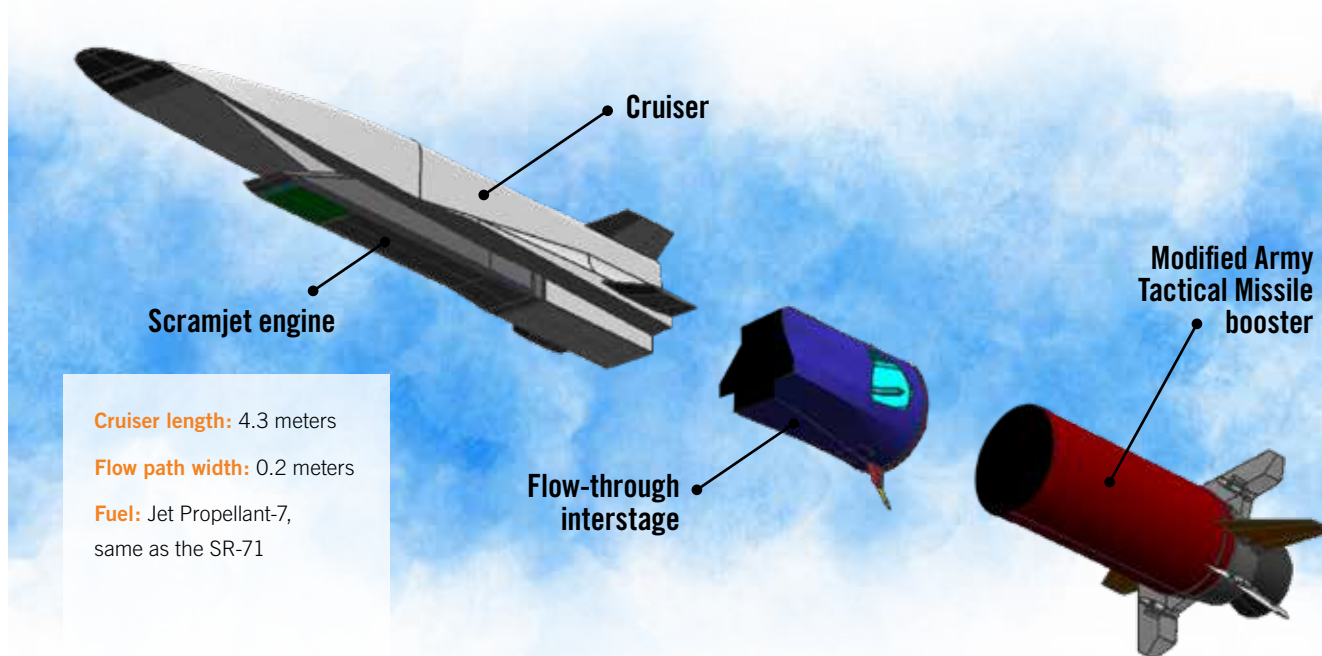 Cruiser
Scramjet engine
Modified Army
Tactical Missile
booster
Cruiser length: 4.3 meters
Flow path width: 0.2 meters
Fuel: Jet Propellant-7,
same as the SR-71
Flow-through
interstage